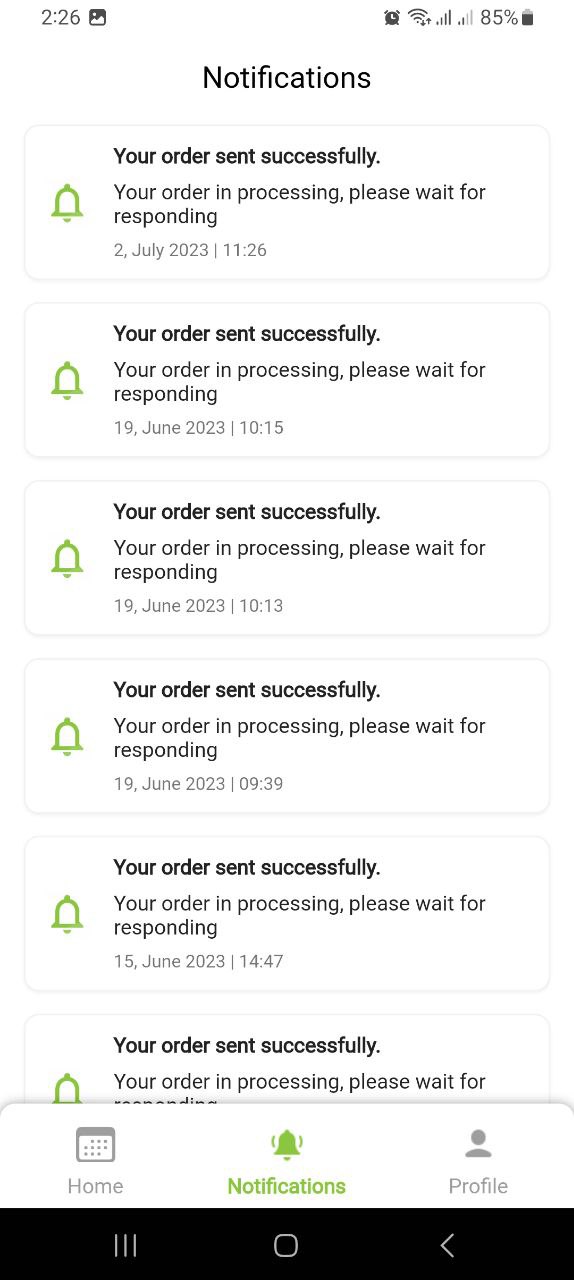 2:26 85%
Notifications
Your order sent successfully.
Your order in processing, please wait for
responding
2, July 2023 | 11:26
Your order sent successfully.
Your order in processing, please wait for
responding
19, June 2023 | 10:15
Your order sent successfully.
Your order in processing, please wait for
responding
19, June 2023 | 10:13
Your order sent successfully.
Your order in processing, please wait for
responding
19, June 2023 | 09:39
Your order sent successfully.
Your order in processing, please wait for
responding
15, June 2023 | 14:47
Your order sent successfully.
Your order in processing, please wait for
Home Notifications Profile